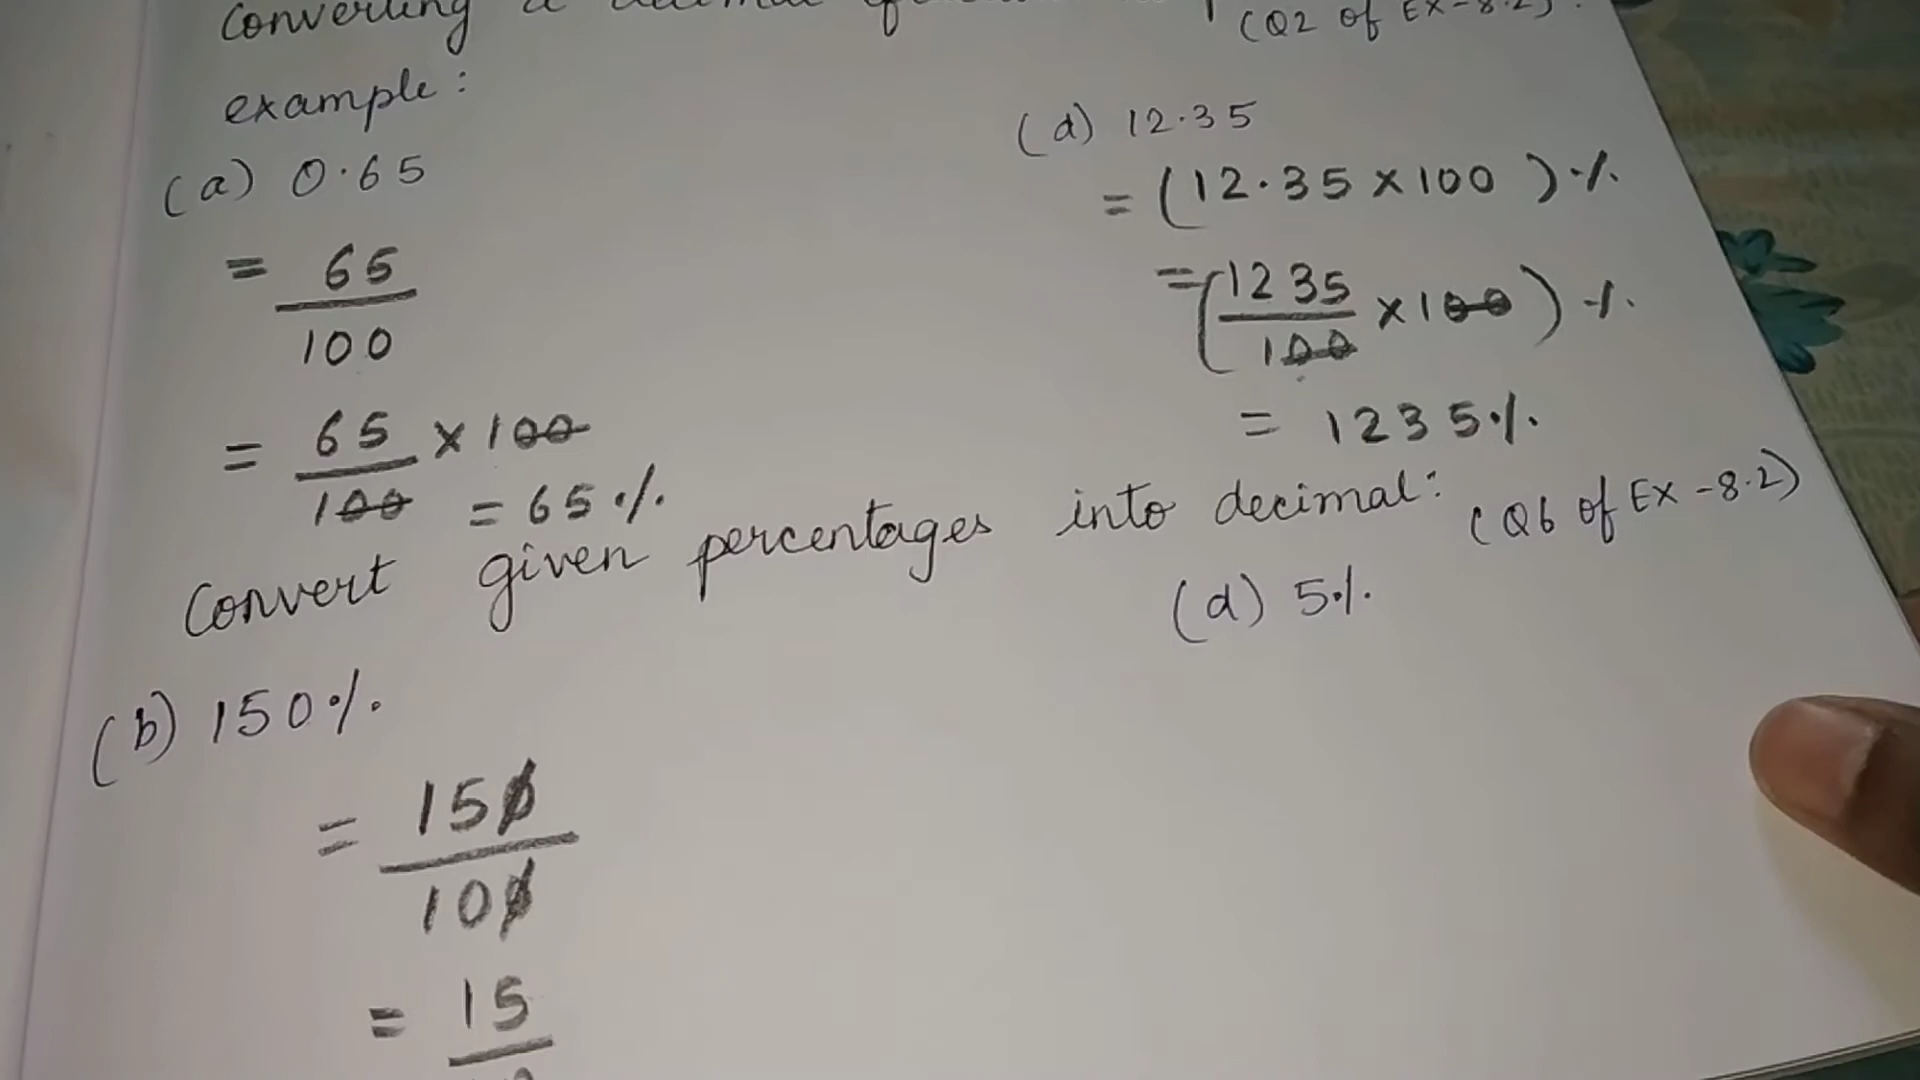 Converting a decimal
(Q2 of Ex-8.2).
example:
(a) 0.65
= 65
100
= 65 x 100
100 = 65%
(d) 12.35
= (12.35 x 100)%
= (1235 x 100)%
100
= 1235%
Convert given percentages into decimal: (Q6 of Ex-8.2)
(b) 150%
= 150
100
= 15
(d) 5%